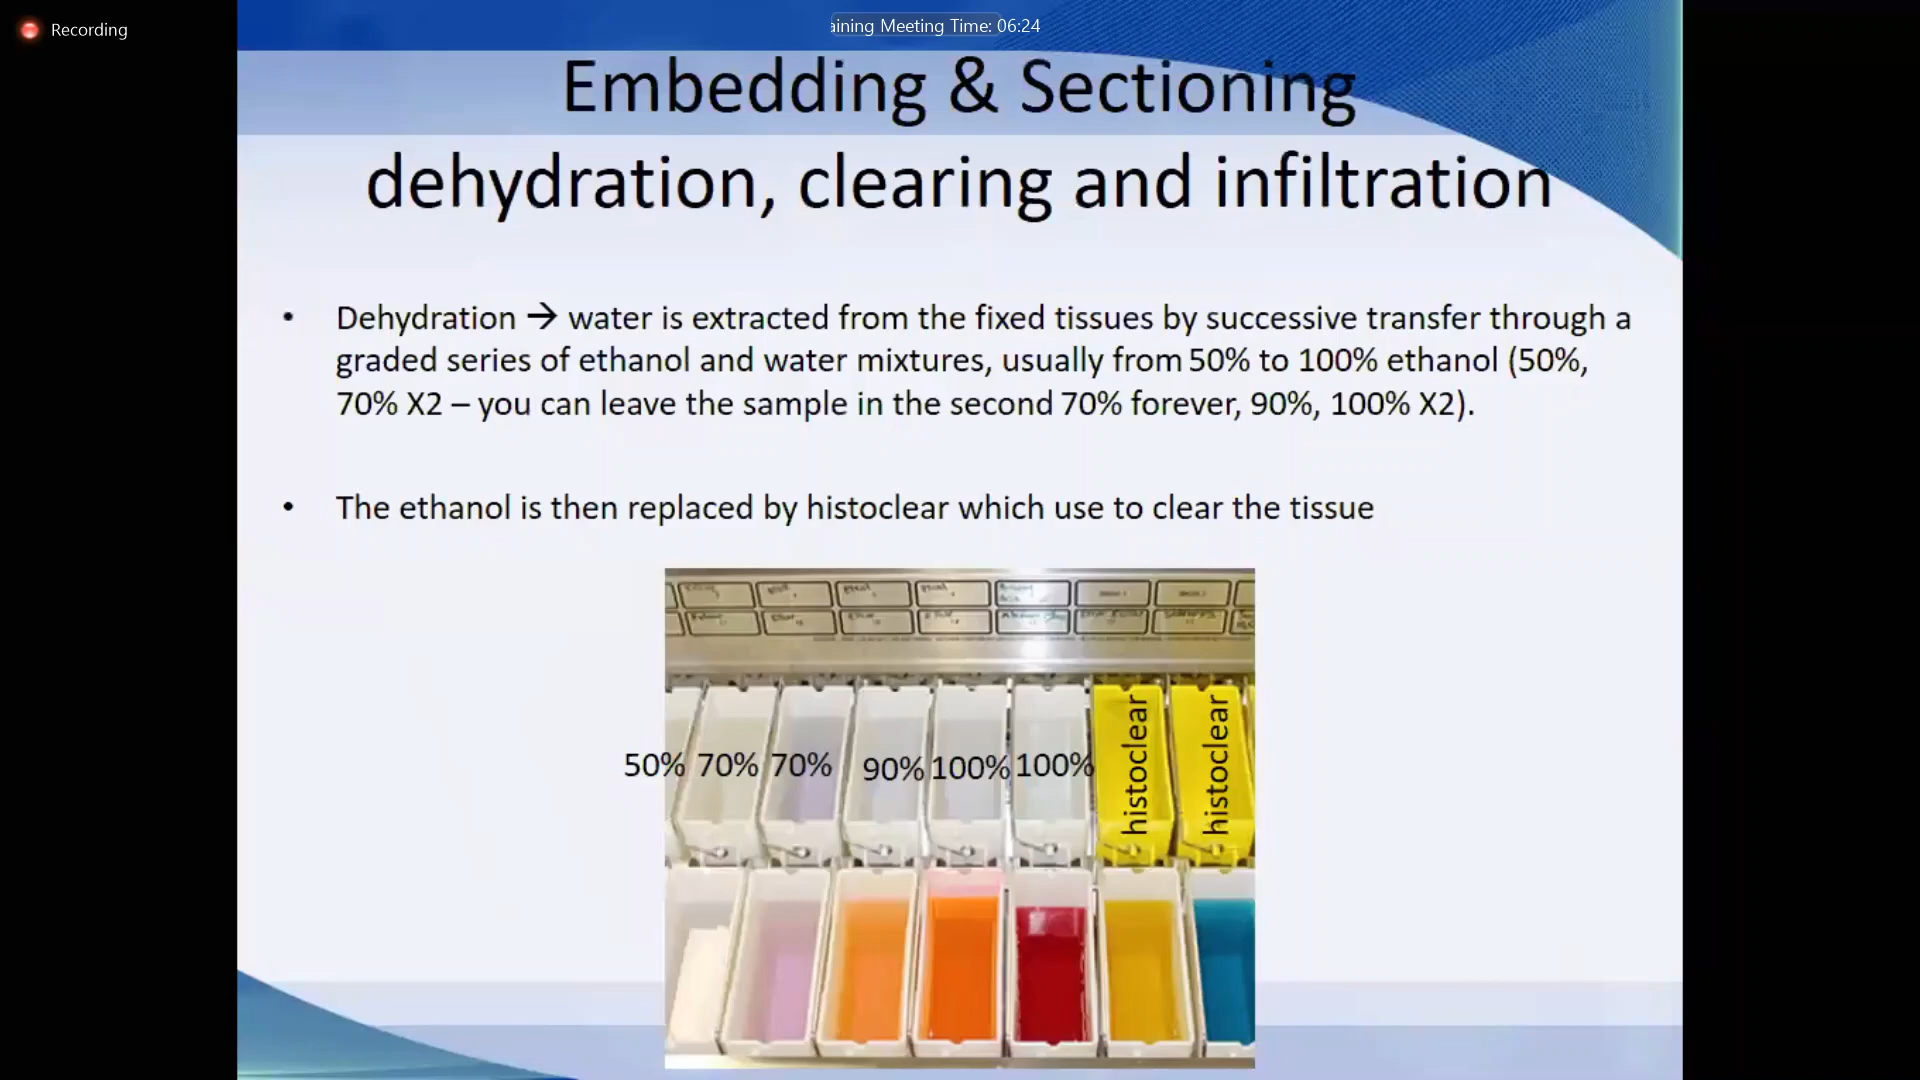 Recording
aining Meeting Time: 06:24
Embedding & Sectioning
dehydration, clearing and infiltration
• Dehydration → water is extracted from the fixed tissues by successive transfer through a
graded series of ethanol and water mixtures, usually from 50% to 100% ethanol (50%,
70% X2 – you can leave the sample in the second 70% forever, 90%, 100% X2).
• The ethanol is then replaced by histoclear which use to clear the tissue
50% 70% 70% 90% 100% 100%
histoclear
histoclear